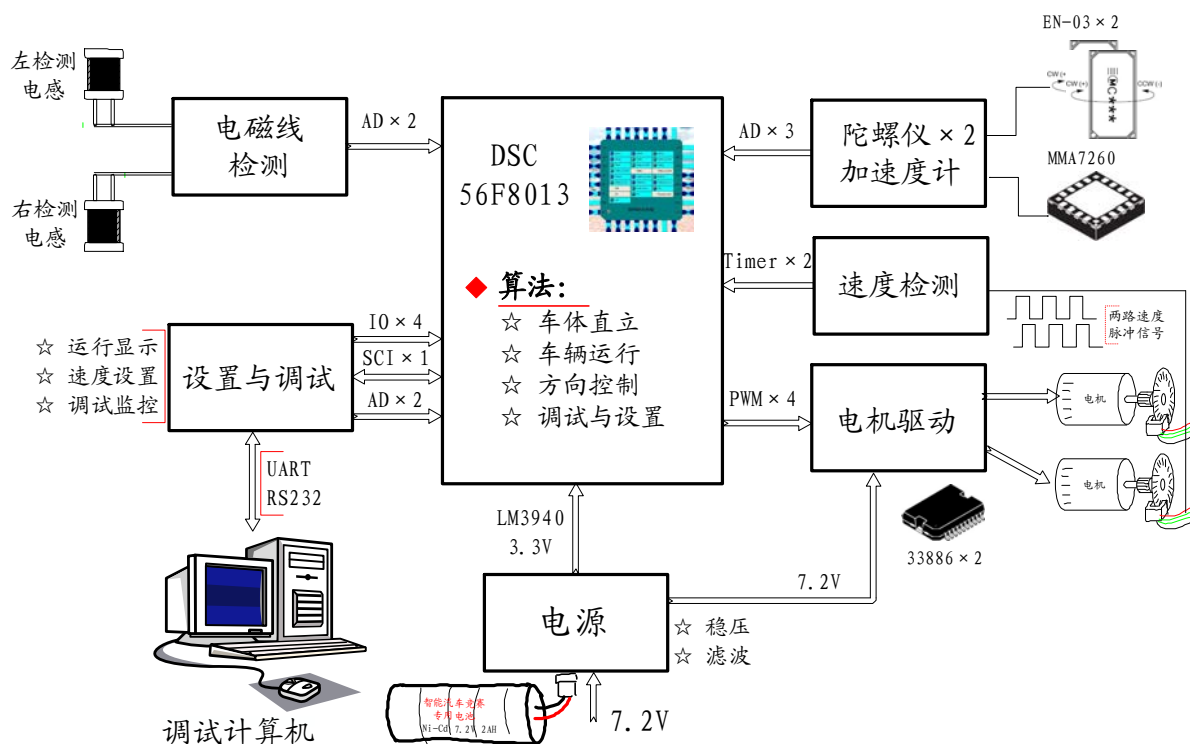 左检测
电感
右检测
电感
电磁线
检测
AD×2
DSC
56F8013
◆ 算法:
☆ 车体直立
☆ 车辆运行
☆ 方向控制
☆ 调试与设置
AD×3
陀螺仪×2
加速度计
EN-03×2
CW(+
CW(+)
CCW(-)
MMA7260
Timer×2
速度检测
两路速度
脉冲信号
☆ 运行显示
☆ 速度设置
☆ 调试监控
设置与调试
IO×4
SCI×1
AD×2
PWM×4
电机驱动
电机
电机
33886×2
UART
RS232
LM3940
3.3V
7.2V
电源
☆ 稳压
☆ 滤波
智能汽车竞赛
专用电池
Ni-Cd 7.2V 2AH
7.2V
调试计算机